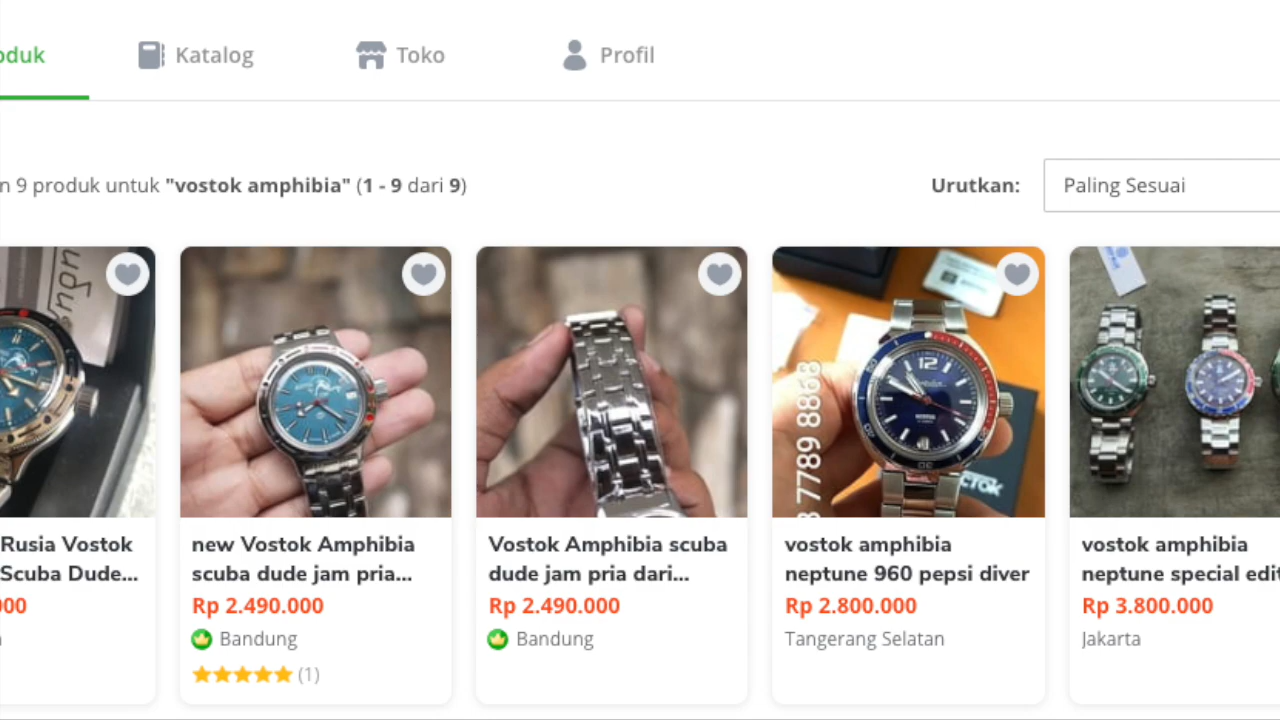 oduk
Katalog
Toko
Profil
n 9 produk untuk "vostok amphibia" (1 - 9 dari 9)
Urutkan:
Paling Sesuai
7789 8868
Rusia Vostok
Scuba Dude...
000
new Vostok Amphibia
scuba dude jam pria...
Rp 2.490.000
Bandung
(1)
Vostok Amphibia scuba
dude jam pria dari...
Rp 2.490.000
Bandung
vostok amphibia
neptune 960 pepsi diver
Rp 2.800.000
Tangerang Selatan
vostok amphibia
neptune special edit
Rp 3.800.000
Jakarta